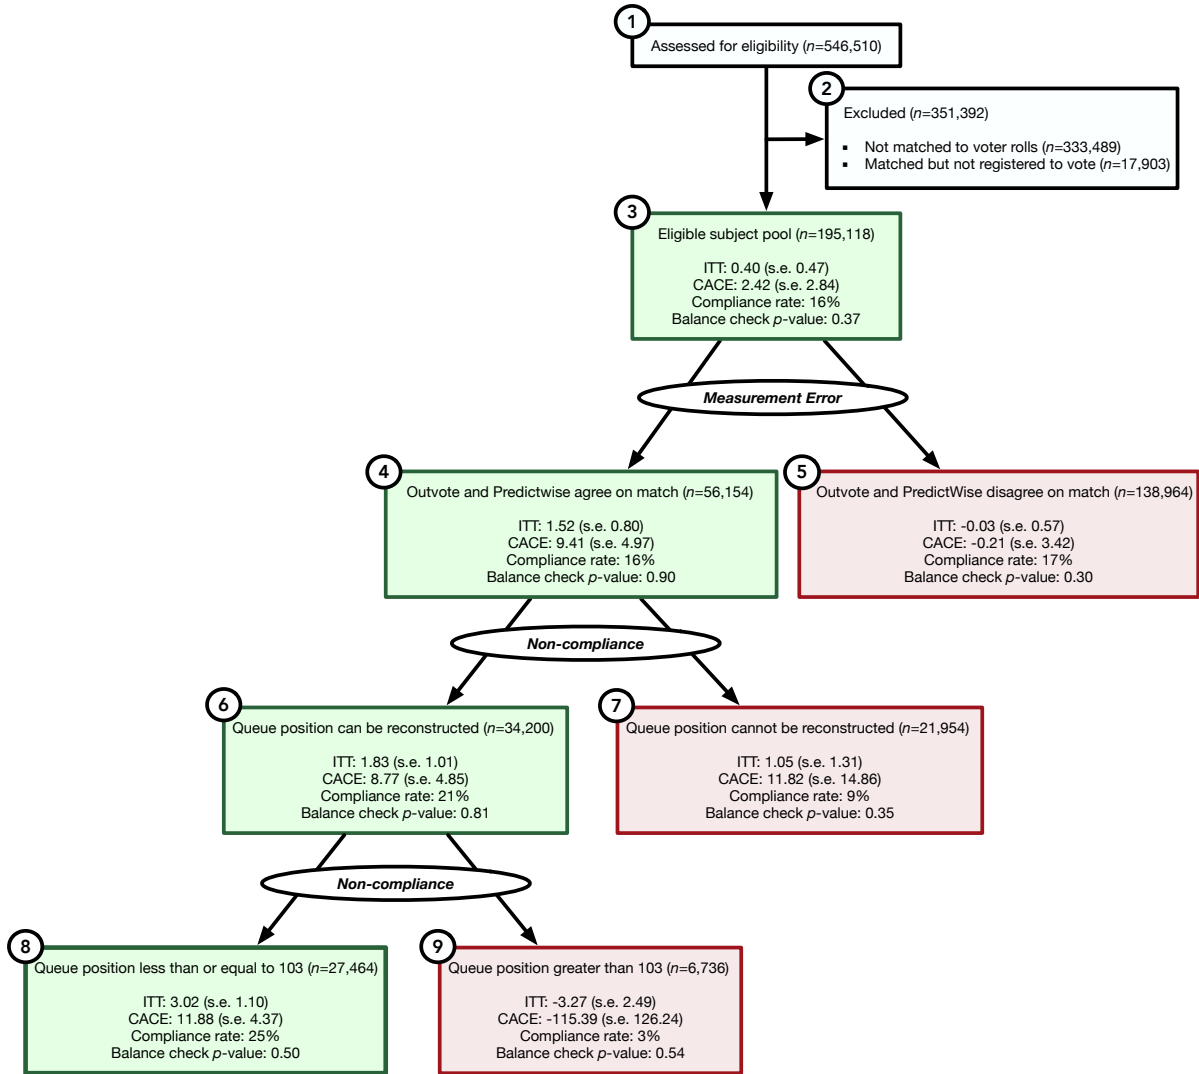 1
Assessed for eligibility (n=546,510)
2
Excluded (n=351,392)
▪ Not matched to voter rolls (n=333,489)
▪ Matched but not registered to vote (n=17,903)
3
Eligible subject pool (n=195,118)
ITT: 0.40 (s.e. 0.47)
CACE: 2.42 (s.e. 2.84)
Compliance rate: 16%
Balance check p-value: 0.37
Measurement Error
4
Outvote and Predictwise agree on match (n=56,154)
ITT: 1.52 (s.e. 0.80)
CACE: 9.41 (s.e. 4.97)
Compliance rate: 16%
Balance check p-value: 0.90
5
Outvote and PredictWise disagree on match (n=138,964)
ITT: -0.03 (s.e. 0.57)
CACE: -0.21 (s.e. 3.42)
Compliance rate: 17%
Balance check p-value: 0.30
Non-compliance
6
Queue position can be reconstructed (n=34,200)
ITT: 1.83 (s.e. 1.01)
CACE: 8.77 (s.e. 4.85)
Compliance rate: 21%
Balance check p-value: 0.81
7
Queue position cannot be reconstructed (n=21,954)
ITT: 1.05 (s.e. 1.31)
CACE: 11.82 (s.e. 14.86)
Compliance rate: 9%
Balance check p-value: 0.35
Non-compliance
8
Queue position less than or equal to 103 (n=27,464)
ITT: 3.02 (s.e. 1.10)
CACE: 11.88 (s.e. 4.37)
Compliance rate: 25%
Balance check p-value: 0.50
9
Queue position greater than 103 (n=6,736)
ITT: -3.27 (s.e. 2.49)
CACE: -115.39 (s.e. 126.24)
Compliance rate: 3%
Balance check p-value: 0.54